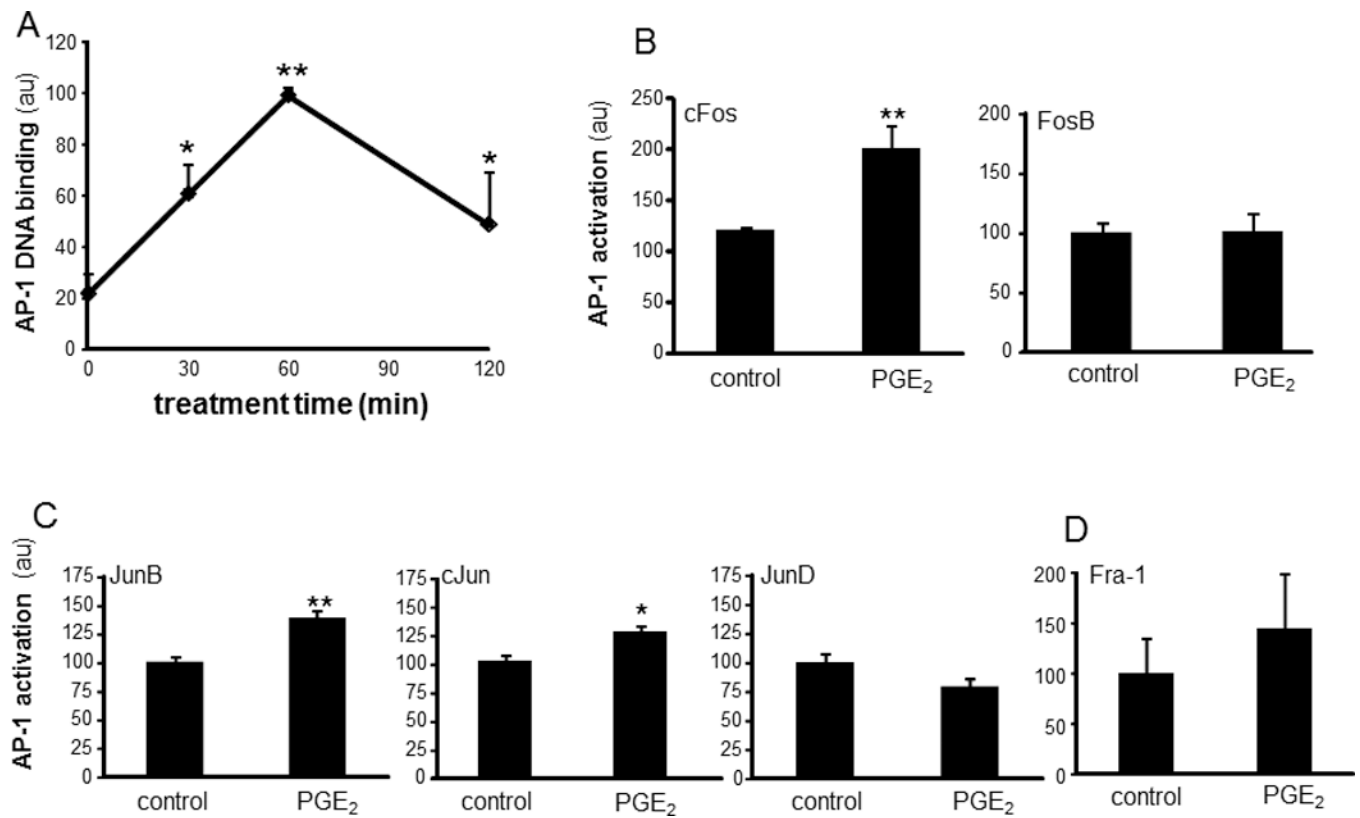 A
AP-1 DNA binding (au)
120
100
80
60
40
20
0
*
**
*
0 30 60 90 120
treatment time (min)
B
AP-1 activation (au)
cFos
250
200
150
100
50
0
**
control PGE₂
FosB
200
150
100
50
0
control PGE₂
C
AP-1 activation (au)
JunB
175
150
125
100
75
50
25
0
**
control PGE₂
cJun
175
150
125
100
75
50
25
0
*
control PGE₂
JunD
175
150
125
100
75
50
25
0
control PGE₂
D
Fra-1
200
150
100
50
0
control PGE₂